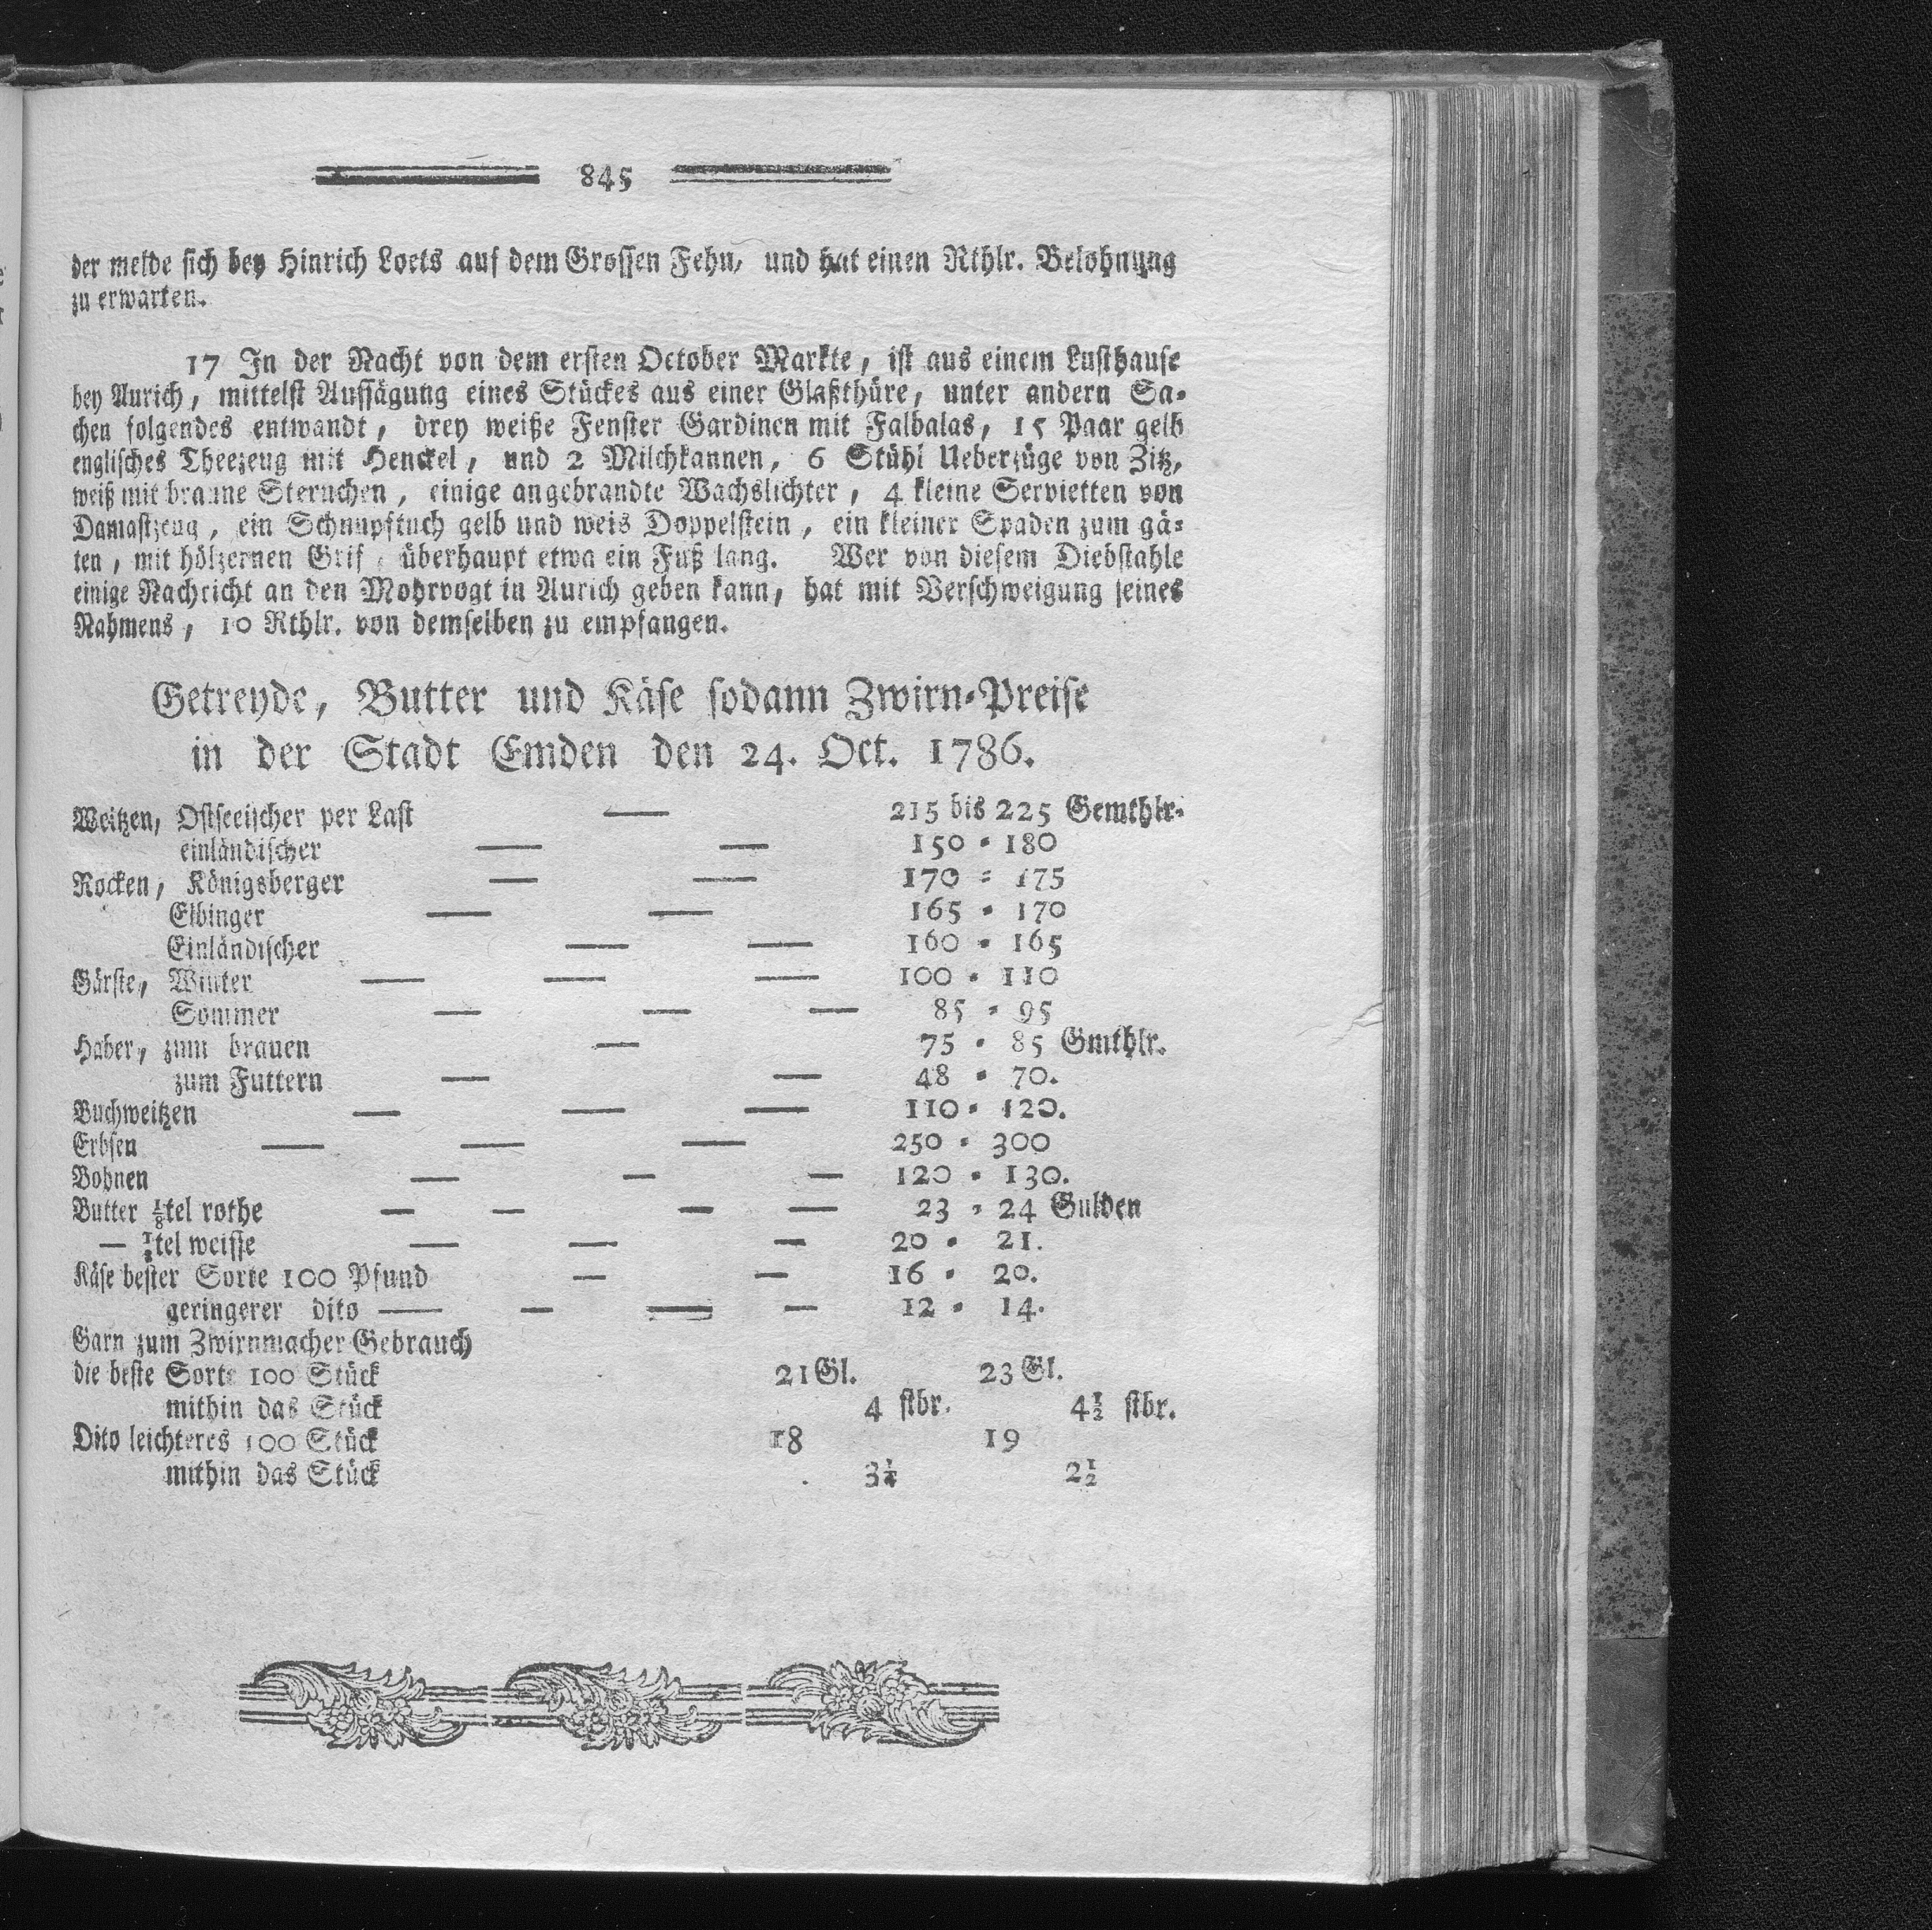 845
der melde sich bey Hinrich Loets auf dem Grossen Fehn, und hat einen Rthlr. Belohnung
zu erwarten.
17 In der Nacht von dem ersten October Markte, ist aus einem Lusthause
bey Aurich, mittelst Aussägung eines Stückes aus einer Glaßthüre, unter andern Sa-
chen folgendes entwandt, drey weiße Fenster Gardinen mit Falbalas, 15 Paar gelb
englisches Theezeug mit Henckel, und 2 Milchkannen, 6 Stühl Ueberzüge von Zitz,
weiß mit braune Sternchen, einige angebrandte Wachslichter, 4 kleine Servietten von
Damastzeug, ein Schnupftuch gelb und weis Doppelstein, ein kleiner Spaden zum gä-
ten, mit hölzernen Grif, überhaupt etwa ein Fuß lang. Wer von diesem Diebstahle
einige Nachricht an den Mohrvogt in Aurich geben kann, hat mit Verschweigung seines
Nahmens, 10 Rthlr. von demselben zu empfangen.
Getreyde, Butter und Käse sodann Zwirn-Preise
in der Stadt Emden den 24. Oct. 1786.
Weitzen, Ostseeischer per Last — 215 bis 225 Gemthlr.
einländischer — — 150 - 180
Rocken, Königsberger — — 170 - 175
Elbinger — — 165 - 170
Einländischer — — 160 - 165
Gärste, Winter — — — 100 - 110
Sommer — — — 85 - 95
Haber, zum brauen — 75 - 85 Gmthlr.
zum Futtern — — 48 - 70.
Buchweitzen — — — 110 - 120.
Erbsen — — — 250 - 300
Bohnen — — — 120 - 130.
Butter 1/8tel rothe — — — — 23 - 24 Gulden
— tel weisse — — — 20 - 21.
Käse bester Sorte 100 Pfund — — 16 - 20.
geringerer dito — — — — 12 - 14.
Garn zum Zwirnmacher Gebrauch
die beste Sorte 100 Stück 21 Gl. 23 Gl.
mithin das Stück 4 stbr. 4½ stbr.
Dito leichteres 100 Stück 18 19
mithin das Stück 3¼ 2½